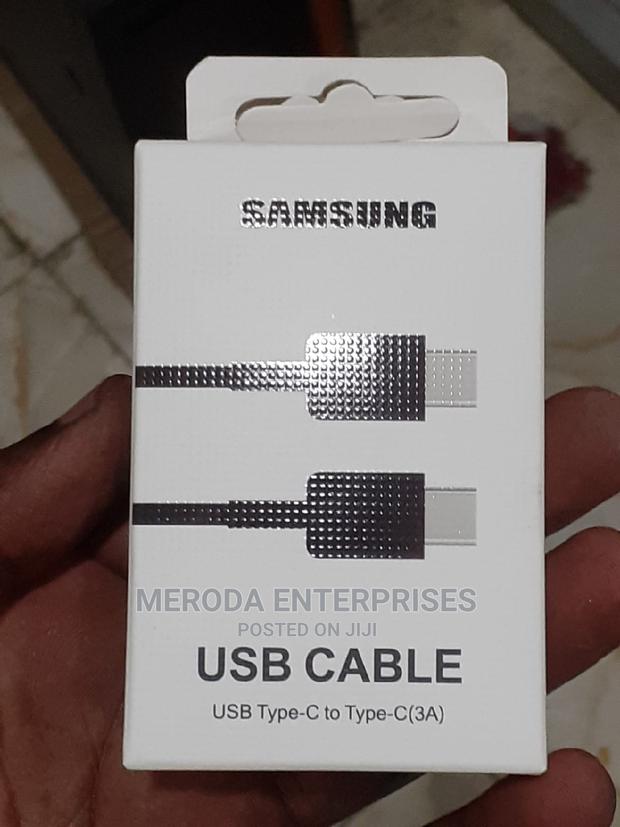 SAMSUNG
MERODA ENTERPRISES
POSTED ON JIJI
USB CABLE
USB Type-C to Type-C(3A)